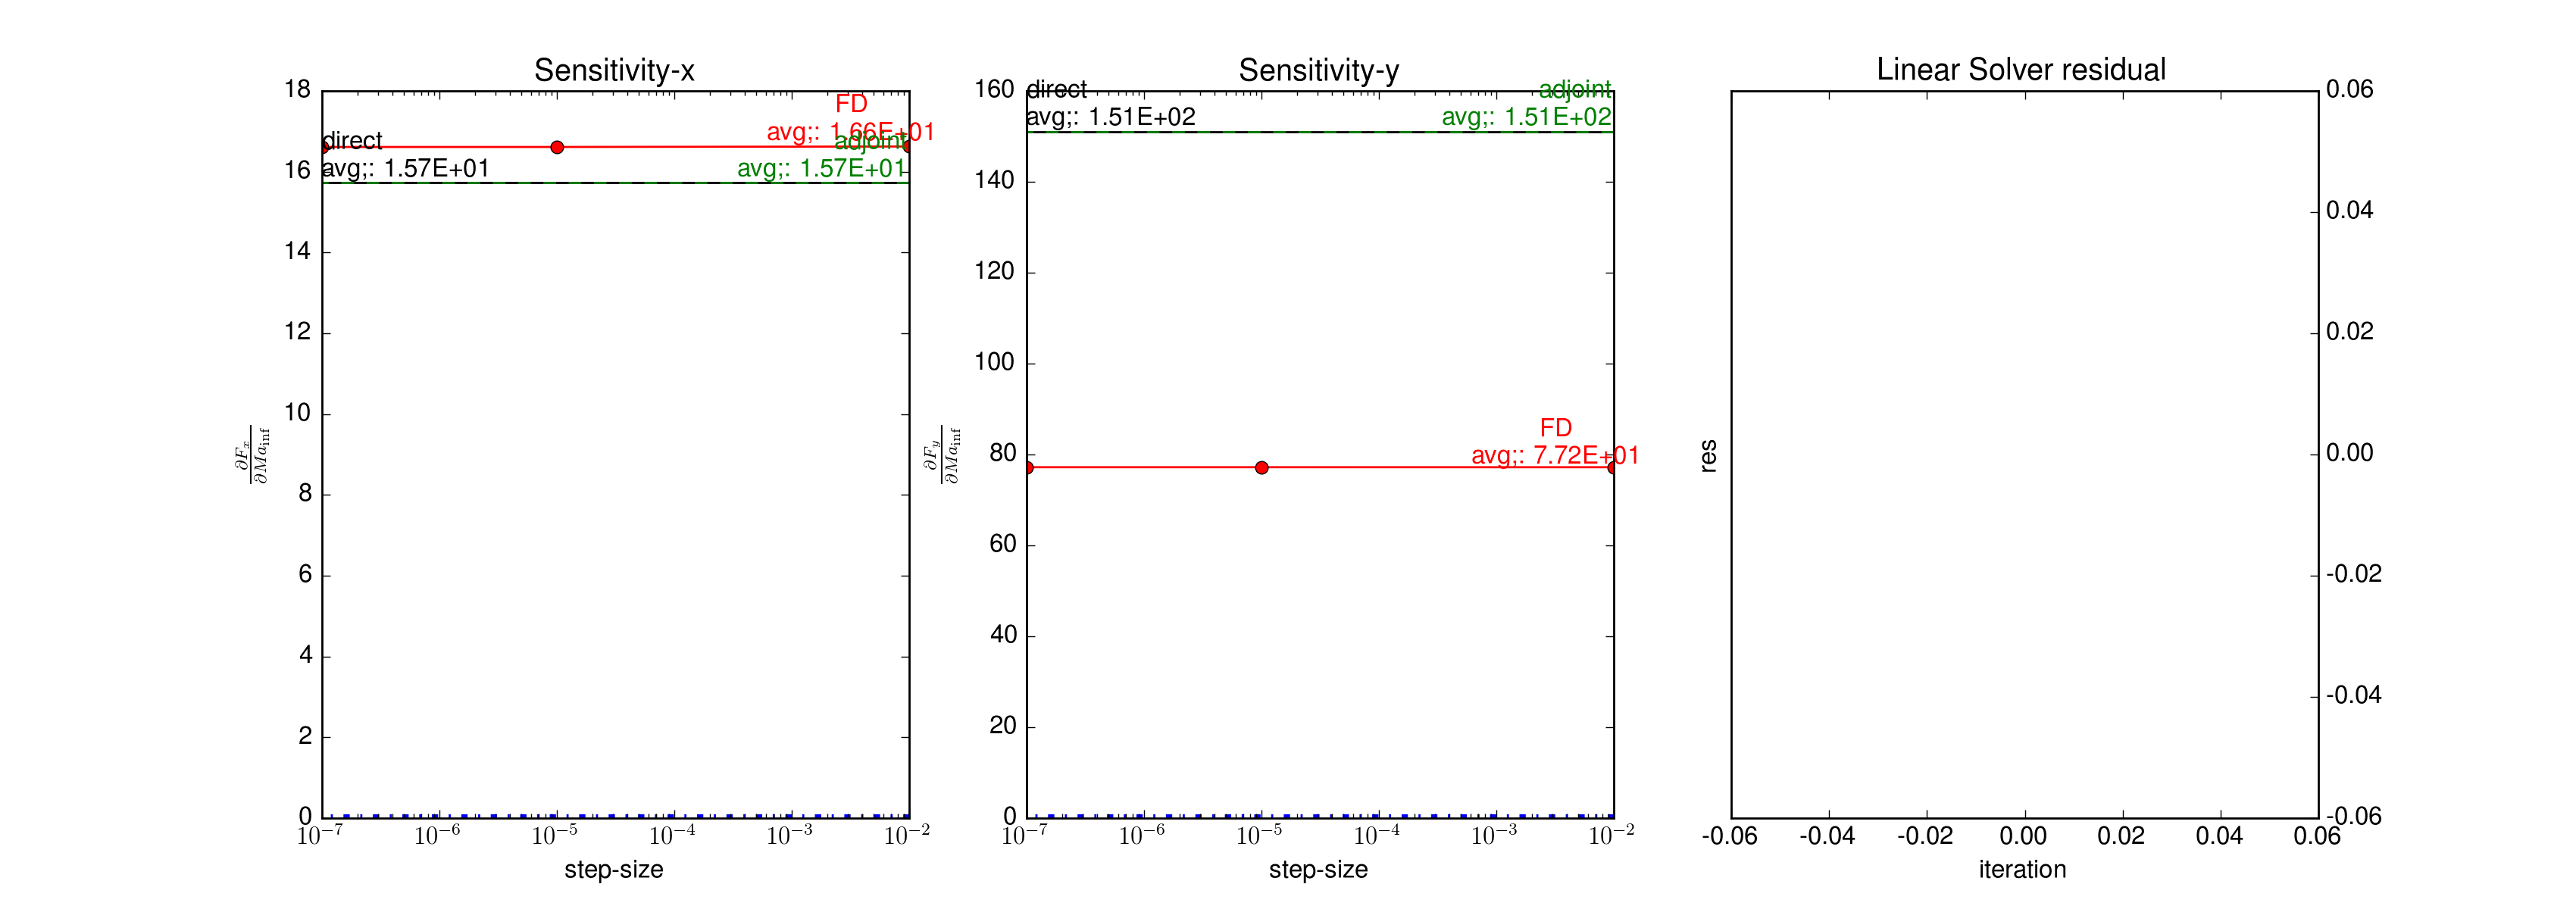 Sensitivity-x
18
16
14
12
10
8
6
4
2
0
FD
avg;: 1.66E+01
direct
avg;: 1.57E+01
adjoint
avg;: 1.57E+01
∂F_x
∂Ma_inf
10^-7 10^-6 10^-5 10^-4 10^-3 10^-2
step-size
Sensitivity-y
160
140
120
100
80
60
40
20
0
direct
avg;: 1.51E+02
adjoint
avg;: 1.51E+02
FD
avg;: 7.72E+01
∂F_y
∂Ma_inf
10^-7 10^-6 10^-5 10^-4 10^-3 10^-2
step-size
Linear Solver residual
0.06
0.04
0.02
0.00
-0.02
-0.04
-0.06
res
-0.06 -0.04 -0.02 0.00 0.02 0.04 0.06
iteration